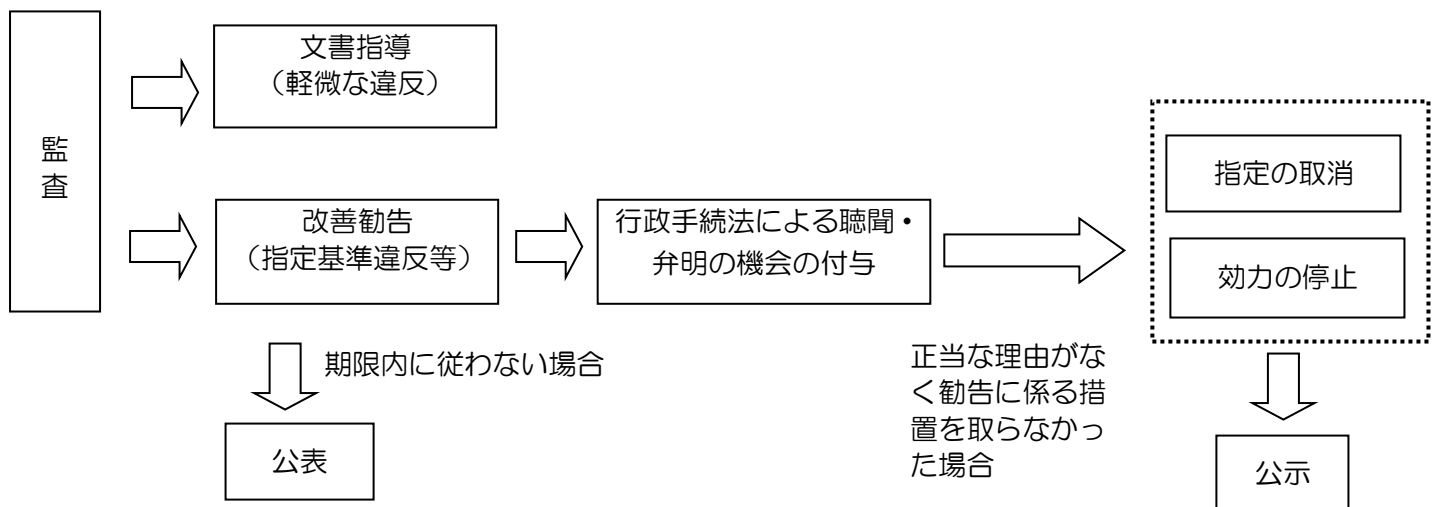 監
査
文書指導
（軽微な違反）
改善勧告
（指定基準違反等）
行政手続法による聴聞・
弁明の機会の付与
指定の取消
効力の停止
期限内に従わない場合
正当な理由がな
く勧告に係る措
置を取らなかっ
た場合
公表
公示